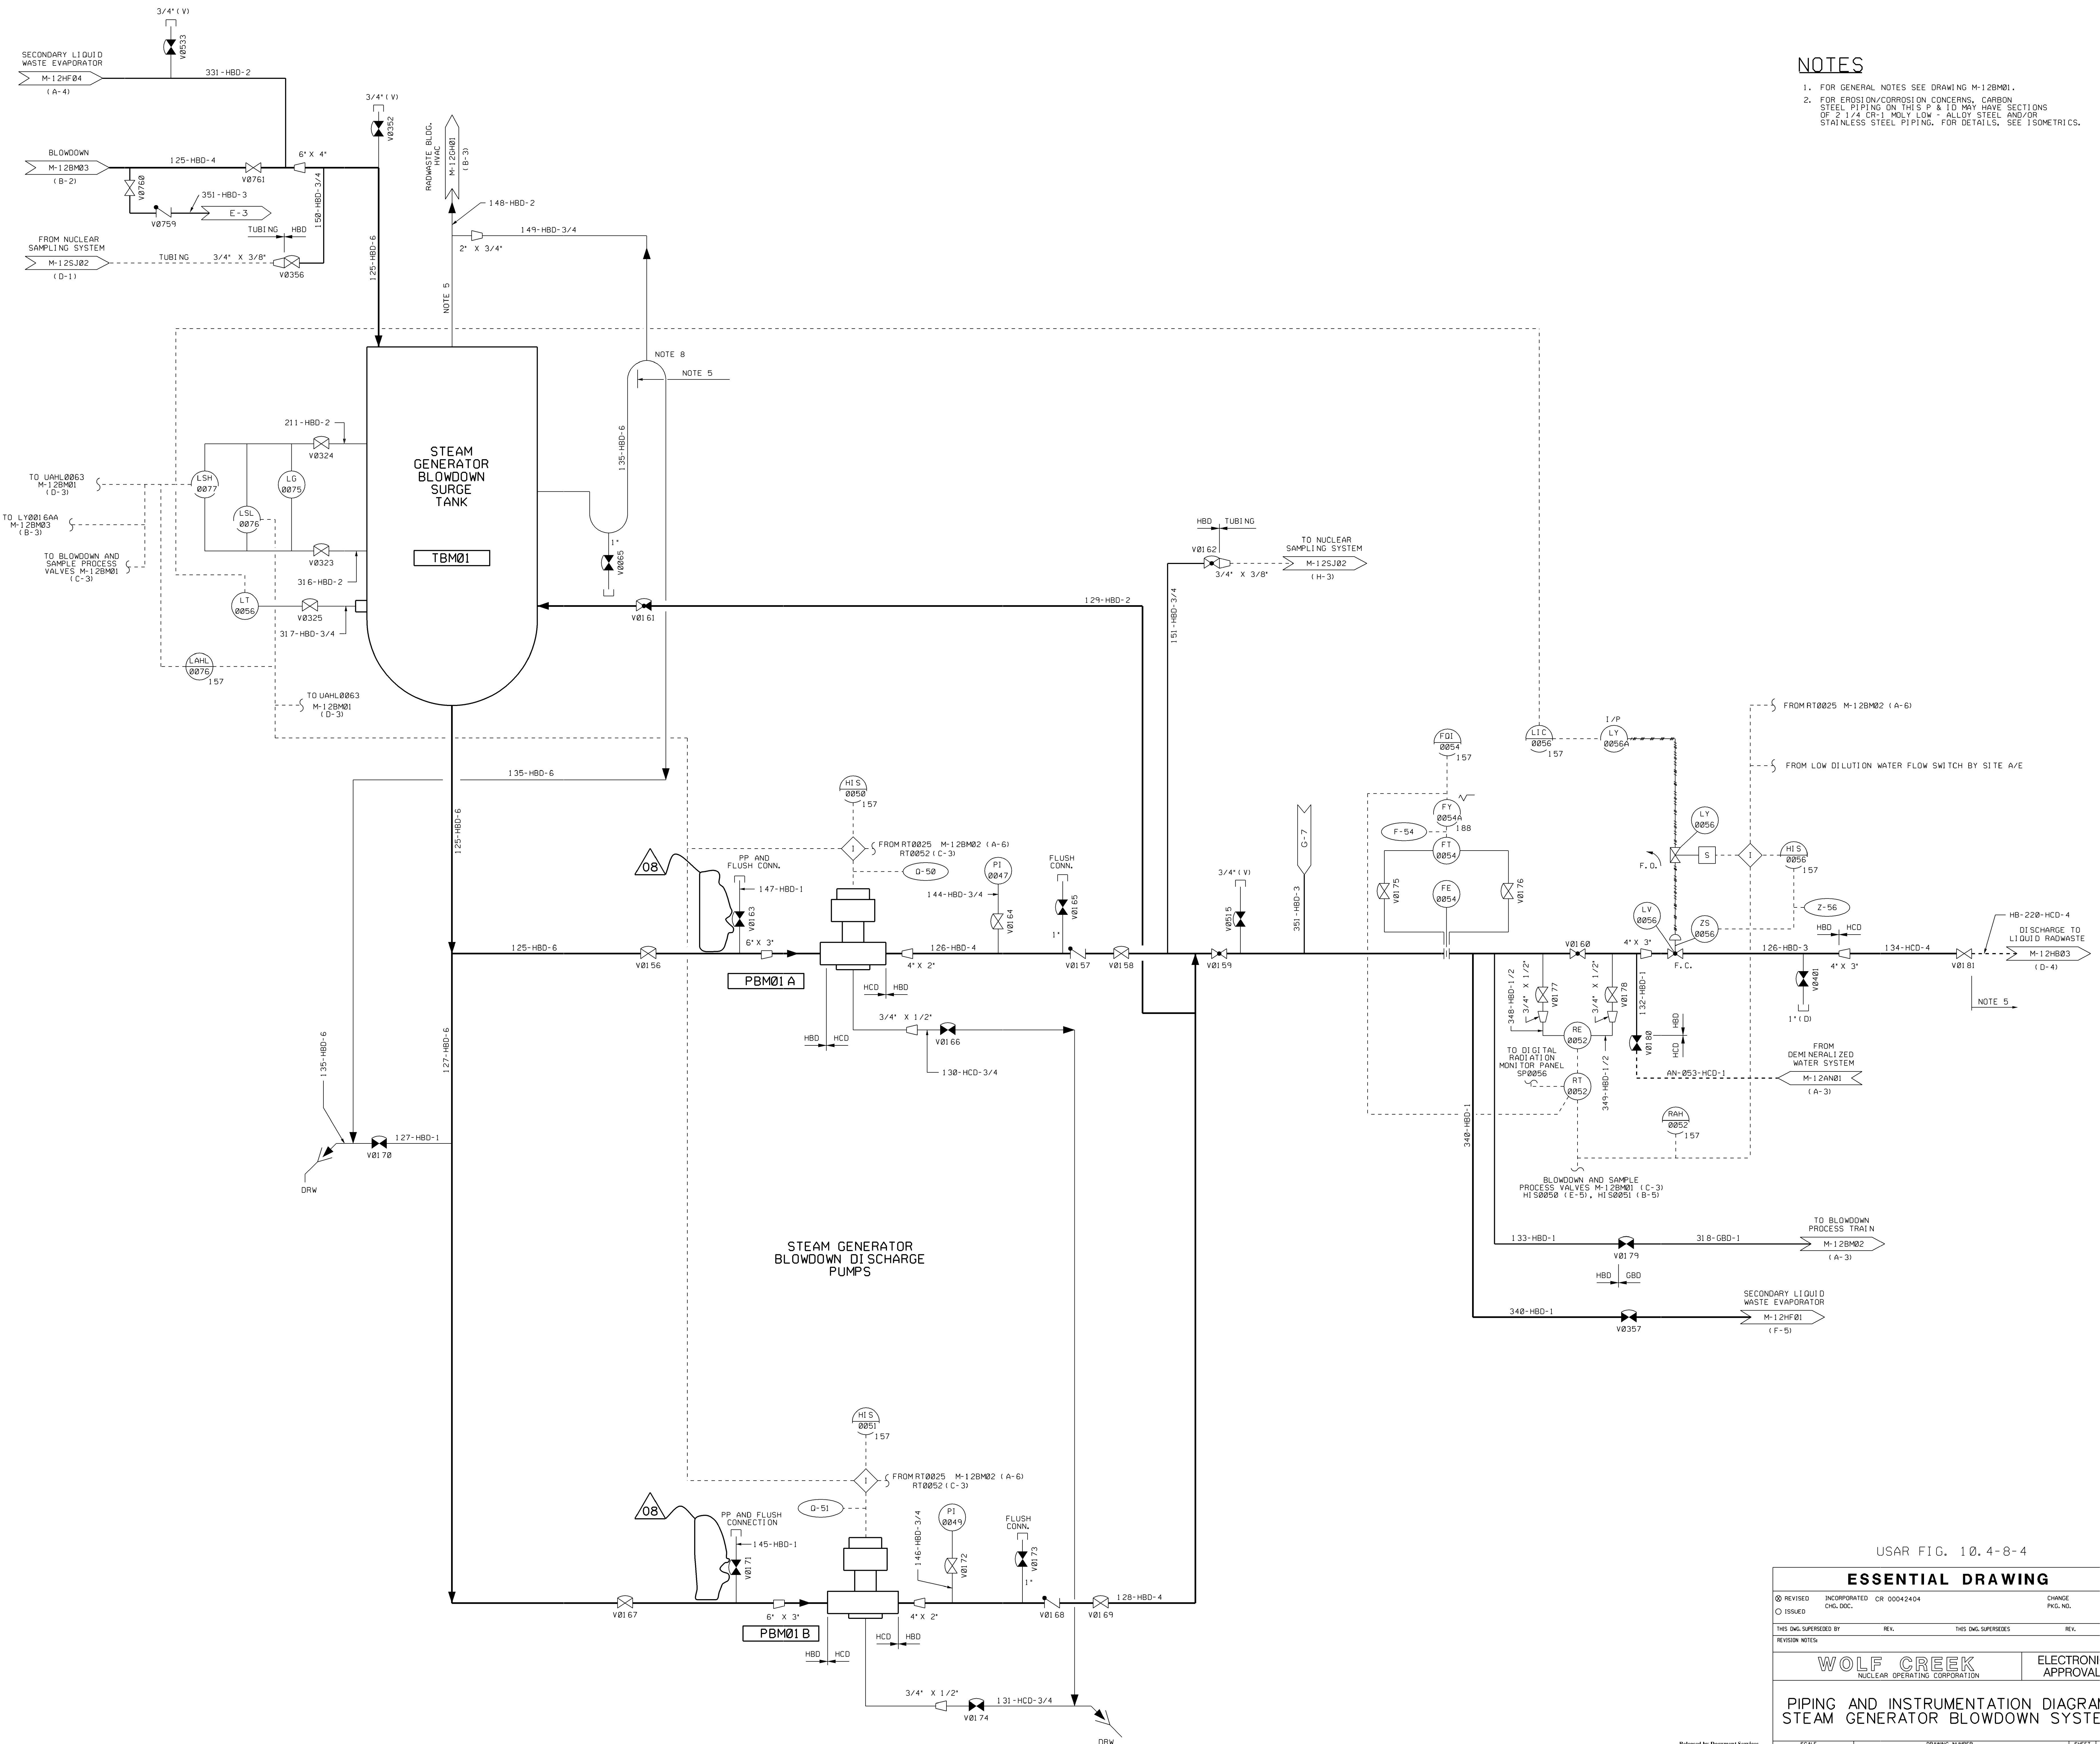 3/4"(V)
V0533
SECONDARY LIQUID
WASTE EVAPORATOR
M-12HF04
(A-4)
331-HBD-2
3/4"(V)
V0352
BLOWDOWN
M-12BM03
(B-2)
125-HBD-4
V0761
6" X 4"
V0760
351-HBD-3
E-3
V0759
150-HBD-3/4
FROM NUCLEAR
SAMPLING SYSTEM
M-12SJ02
(D-1)
TUBING
3/4" X 3/8"
TUBING
HBD
V0356
125-HBD-6
RADWASTE BLDG.
HVAC
M-12GH01
(B-3)
148-HBD-2
149-HBD-3/4
2" X 3/4"
NOTE 5
NOTE 8
NOTE 5
NOTES
1. FOR GENERAL NOTES SEE DRAWING M-12BM01.
2. FOR EROSION/CORROSION CONCERNS, CARBON
STEEL PIPING ON THIS P & ID MAY HAVE SECTIONS
OF 2 1/4 CR-1 MOLY LOW - ALLOY STEEL AND/OR
STAINLESS STEEL PIPING. FOR DETAILS, SEE ISOMETRICS.
211-HBD-2
V0324
LSH
0077
LG
0075
LSL
0076
V0323
316-HBD-2
LT
0056
V0325
317-HBD-3/4
LAHL
0076
157
TO UAHL0063
M-12BM01
(D-3)
TO LY0016AA
M-12BM03
(B-3)
TO BLOWDOWN AND
SAMPLE PROCESS
VALVES M-12BM01
(C-3)
TO UAHL0063
M-12BM01
(D-3)
STEAM
GENERATOR
BLOWDOWN
SURGE
TANK
TBM01
135-HBD-6
1"
V0065
V0161
129-HBD-2
HBD
TUBING
V0162
3/4" X 3/8"
TO NUCLEAR
SAMPLING SYSTEM
M-12SJ02
(H-3)
151-HBD-3/4
135-HBD-6
125-HBD-6
HIS
0050
157
I
FROM RT0025 M-12BM02 (A-6)
RT0052 (C-3)
Q-50
08
PP AND
FLUSH CONN.
147-HBD-1
V0163
PI
0047
144-HBD-3/4
V0164
FLUSH
CONN.
V0165
1"
125-HBD-6
V0156
6" X 3"
PBM01A
126-HBD-4
4" X 2"
V0157
V0158
V0159
3/4"(V)
V0515
G-7
351-HBD-3
HCD
HBD
HBD
HCD
3/4" X 1/2"
V0166
130-HCD-3/4
FQI
0054
157
FY
0054A
188
F-54
FT
0054
FE
0054
V0175
V0176
LIC
0056
157
I/P
LY
0056A
LY
0056
F.O.
S
I
HIS
0056
157
Z-56
LV
0056
ZS
0056
F.C.
FROM RT0025 M-12BM02 (A-6)
FROM LOW DILUTION WATER FLOW SWITCH BY SITE A/E
V0160
4" X 3"
126-HBD-3
HBD
HCD
4" X 3"
134-HCD-4
V0181
HB-220-HCD-4
DISCHARGE TO
LIQUID RADWASTE
M-12HB03
(D-4)
NOTE 5
V0401
1"(D)
348-HBD-1/2
3/4" X 1/2"
V0177
3/4" X 1/2"
V0178
132-HBD-1
V0180
HBD
HCD
RE
0052
RT
0052
349-HBD-1/2
TO DIGITAL
RADIATION
MONITOR PANEL
SP0056
FROM
DEMINERALIZED
WATER SYSTEM
M-12AN01
(A-3)
AN-053-HCD-1
RAH
0052
157
340-HBD-1
BLOWDOWN AND SAMPLE
PROCESS VALVES M-12BM01 (C-3)
HIS0050 (E-5), HIS0051 (B-5)
133-HBD-1
V0179
318-GBD-1
HBD
GBD
TO BLOWDOWN
PROCESS TRAIN
M-12BM02
(A-3)
340-HBD-1
V0357
SECONDARY LIQUID
WASTE EVAPORATOR
M-12HF01
(F-5)
135-HBD-6
127-HBD-6
127-HBD-1
V0170
DRW
STEAM GENERATOR
BLOWDOWN DISCHARGE
PUMPS
HIS
0051
157
I
FROM RT0025 M-12BM02 (A-6)
RT0052 (C-3)
Q-51
08
PP AND FLUSH
CONNECTION
145-HBD-1
V0171
146-HBD-3/4
PI
0049
V0172
FLUSH
CONN.
V0173
1"
V0167
6" X 3"
PBM01B
4" X 2"
V0168
V0169
128-HBD-4
HCD
HBD
HBD
HCD
3/4" X 1/2"
V0174
131-HCD-3/4
DRW
USAR FIG. 10.4-8-4
ESSENTIAL DRAWING
REVISED
ISSUED
INCORPORATED
CHG. DOC.
CR 00042404
CHANGE
PKG. NO.
THIS DWG. SUPERSEDED BY
REV.
THIS DWG. SUPERSEDES
REV.
REVISION NOTES:
WOLF CREEK
NUCLEAR OPERATING CORPORATION
ELECTRONI
APPROVAL
PIPING AND INSTRUMENTATION DIAGRAM
STEAM GENERATOR BLOWDOWN SYSTE